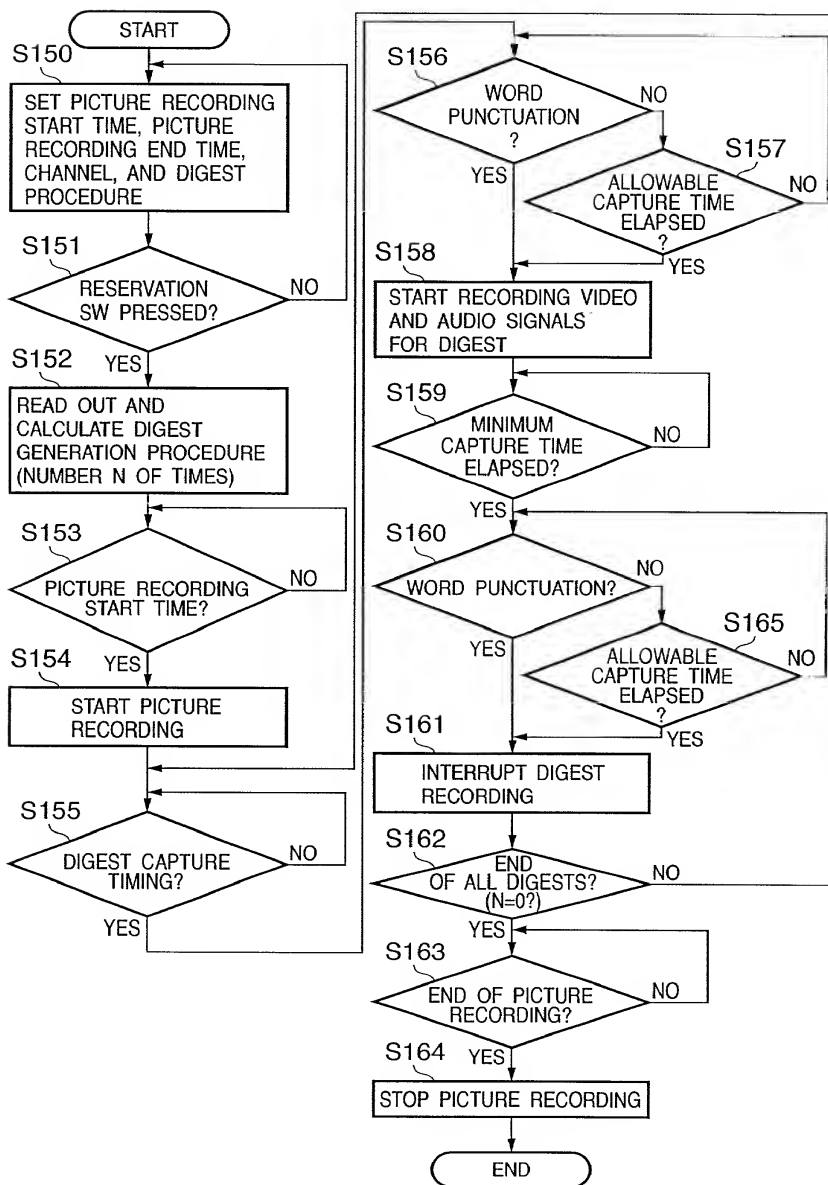 START
S150
SET PICTURE RECORDING
START TIME, PICTURE
RECORDING END TIME,
CHANNEL, AND DIGEST
PROCEDURE
S151
RESERVATION
SW PRESSED?
NO
YES
S152
READ OUT AND
CALCULATE DIGEST
GENERATION PROCEDURE
(NUMBER N OF TIMES)
S153
PICTURE RECORDING
START TIME?
NO
YES
S154
START PICTURE
RECORDING
S155
DIGEST CAPTURE
TIMING?
NO
YES
S156
WORD
PUNCTUATION
?
NO
YES
S157
ALLOWABLE
CAPTURE TIME
ELAPSED
?
NO
YES
S158
START RECORDING VIDEO
AND AUDIO SIGNALS
FOR DIGEST
S159
MINIMUM
CAPTURE TIME
ELAPSED?
NO
YES
S160
WORD PUNCTUATION?
NO
YES
S165
ALLOWABLE
CAPTURE TIME
ELAPSED
?
NO
YES
S161
INTERRUPT DIGEST
RECORDING
S162
END
OF ALL DIGESTS?
(N=0?)
NO
YES
S163
END OF PICTURE
RECORDING?
NO
YES
S164
STOP PICTURE RECORDING
END